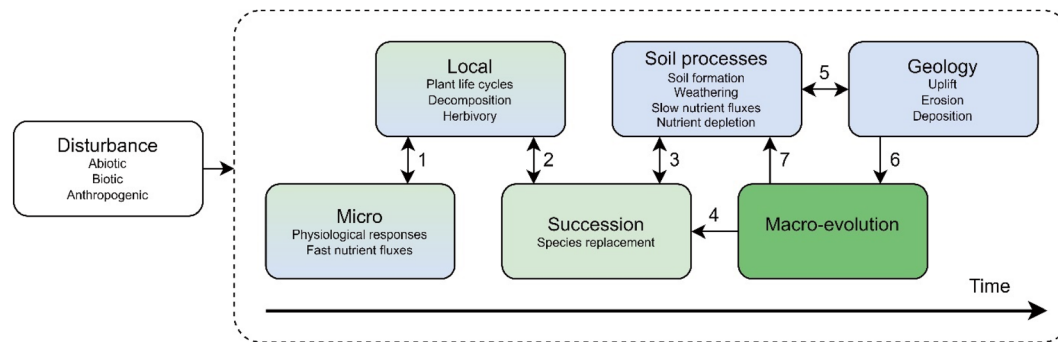 Disturbance
Abiotic
Biotic
Anthropogenic
Local
Plant life cycles
Decomposition
Herbivory
Soil processes
Soil formation
Weathering
Slow nutrient fluxes
Nutrient depletion
5
Geology
Uplift
Erosion
Deposition
1
2
3
7
6
Micro
Physiological responses
Fast nutrient fluxes
Succession
Species replacement
4
Macro-evolution
Time